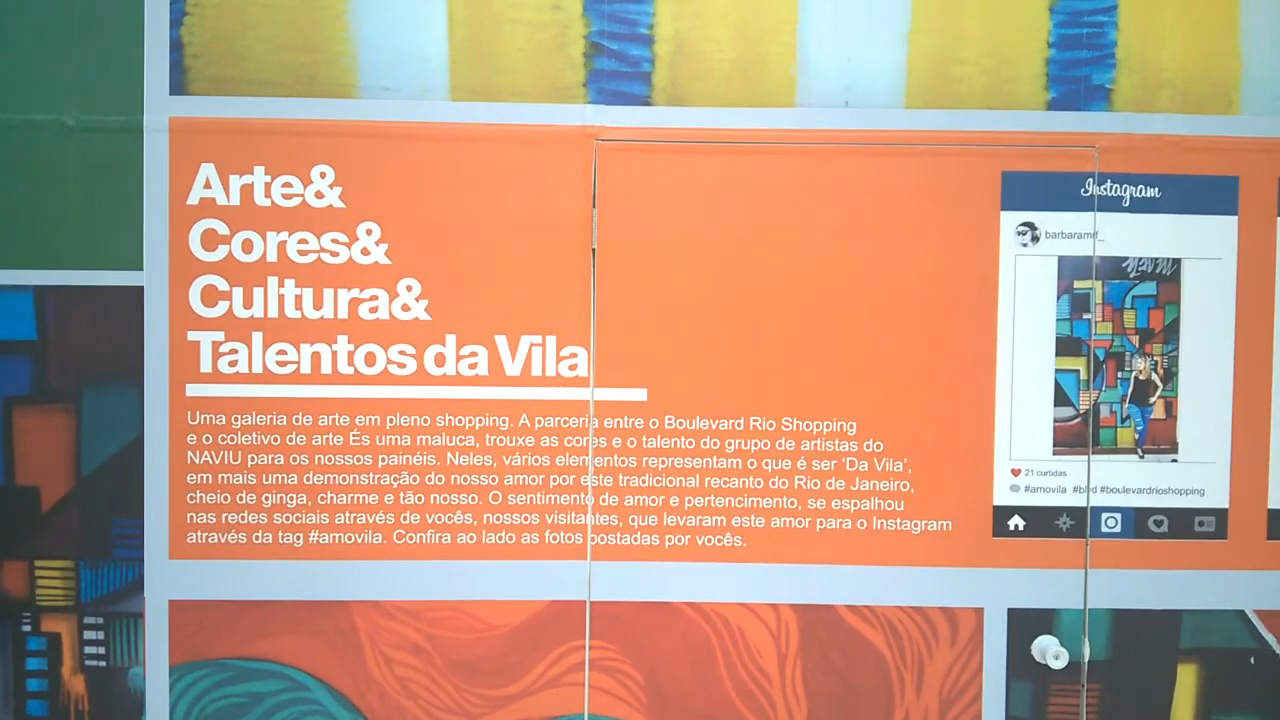 Arte&
Cores&
Cultura&
Talentos da Vila
Uma galeria de arte em pleno shopping. A parceria entre o Boulevard Rio Shopping
e o coletivo de arte És uma maluca, trouxe as cores e o talento do grupo de artistas do
NAVIU para os nossos painéis. Neles, vários elementos representam o que é ser 'Da Vila',
em mais uma demonstração do nosso amor por este tradicional recanto do Rio de Janeiro,
cheio de ginga, charme e tão nosso. O sentimento de amor e pertencimento, se espalhou
nas redes sociais através de vocês, nossos visitantes, que levaram este amor para o Instagram
através da tag #amovila. Confira ao lado as fotos postadas por vocês.
Instagram
21 curtidas
#amovila #boulevardrioshopping